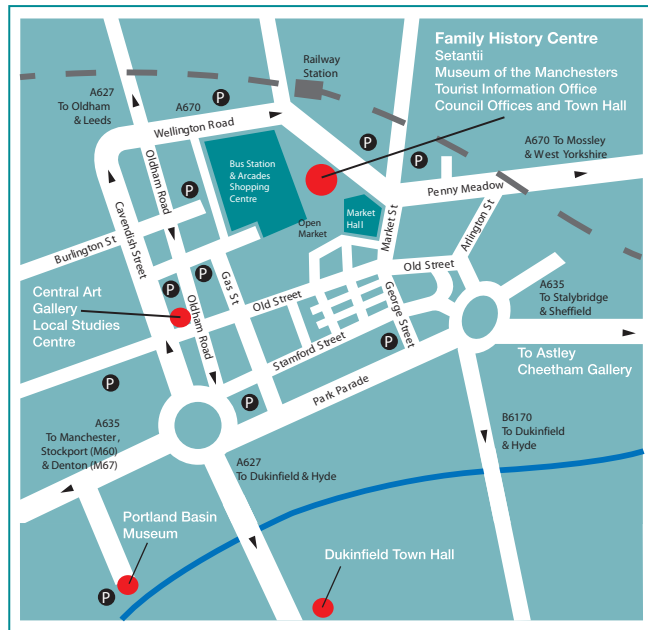 Family History Centre
Setantii
Museum of the Manchesters
Tourist Information Office
Council Offices and Town Hall
Railway
Station
A627
To Oldham
& Leeds
P
A670
Wellington Road
P
P
A670 To Mossley
& West Yorkshire
Bus Station
& Arcades
Shopping
Centre
Oldham Road
P
Penny Meadow
Cavendish Street
Market
Hall
Open
Market
Market St
Arlington St
Burlington St
P
Gas St
Old Street
A635
To Stalybridge
& Sheffield
Central Art
Gallery
Local Studies
Centre
P
Oldham Road
Old Street
George Street
Stamford Street
P
To Astley
Cheetham Gallery
P
P
Park Parade
A635
To Manchester,
Stockport (M60)
& Denton (M67)
B6170
To Dukinfield
& Hyde
A627
To Dukinfield & Hyde
Portland Basin
Museum
Dukinfield Town Hall
P